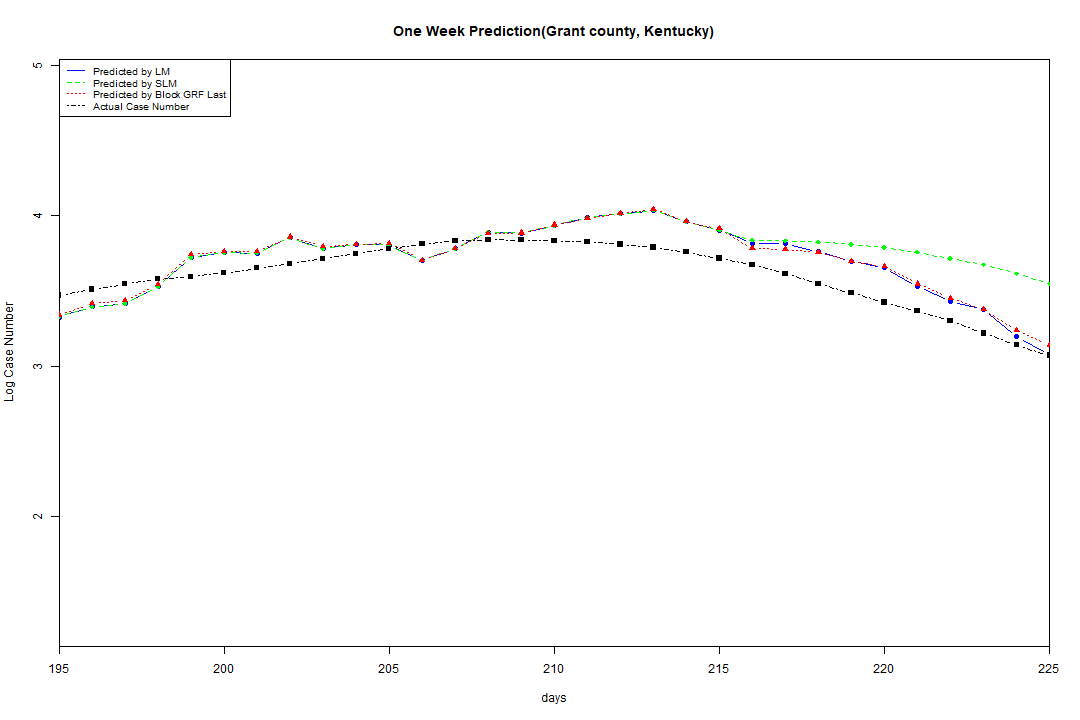 One Week Prediction(Grant county, Kentucky)
Predicted by LM
Predicted by SLM
Predicted by Block GRF Last
Actual Case Number
Log Case Number
5
4
3
2
195 200 205 210 215 220 225
days